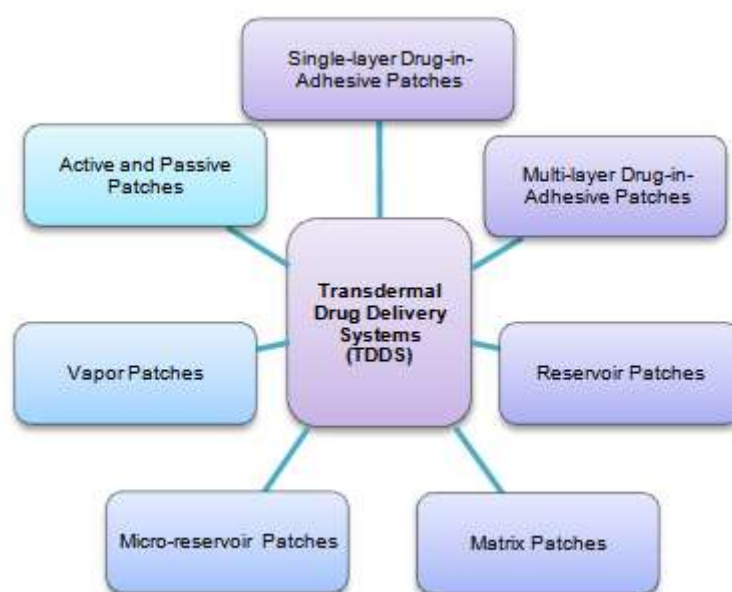 Single-layer Drug-in-
Adhesive Patches
Active and Passive
Patches
Multi-layer Drug-in-
Adhesive Patches
Transdermal
Drug Delivery
Systems
(TDDS)
Vapor Patches
Reservoir Patches
Micro-reservoir Patches
Matrix Patches